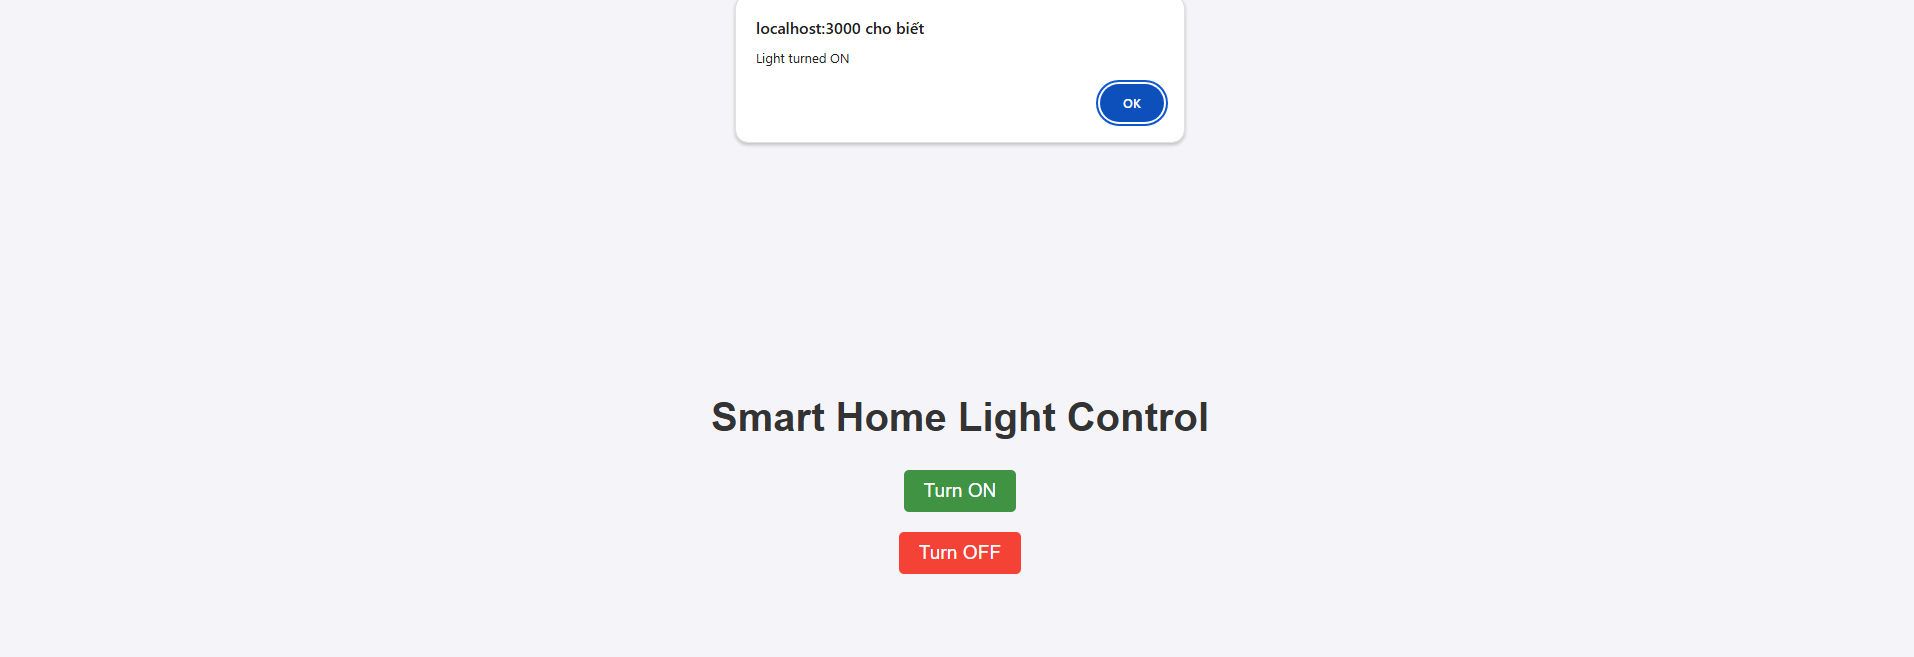 localhost:3000 cho biết
Light turned ON
OK
Smart Home Light Control
Turn ON
Turn OFF